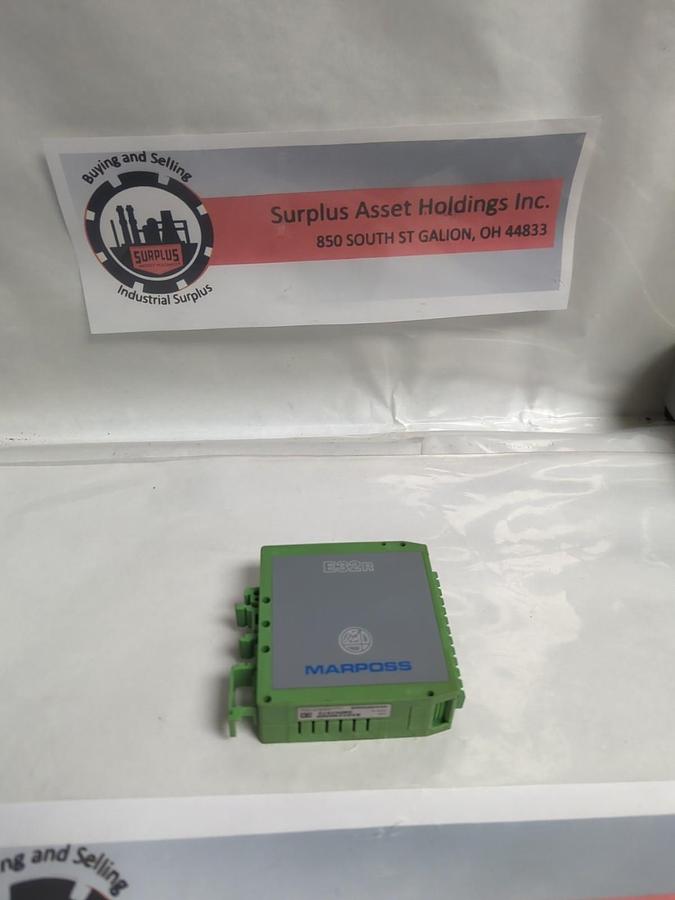 Buying and Selling
SURPLUS
Industrial Surplus
Surplus Asset Holdings Inc.
850 SOUTH ST GALION, OH 44833
E32R
MARPOSS
ng and Selling